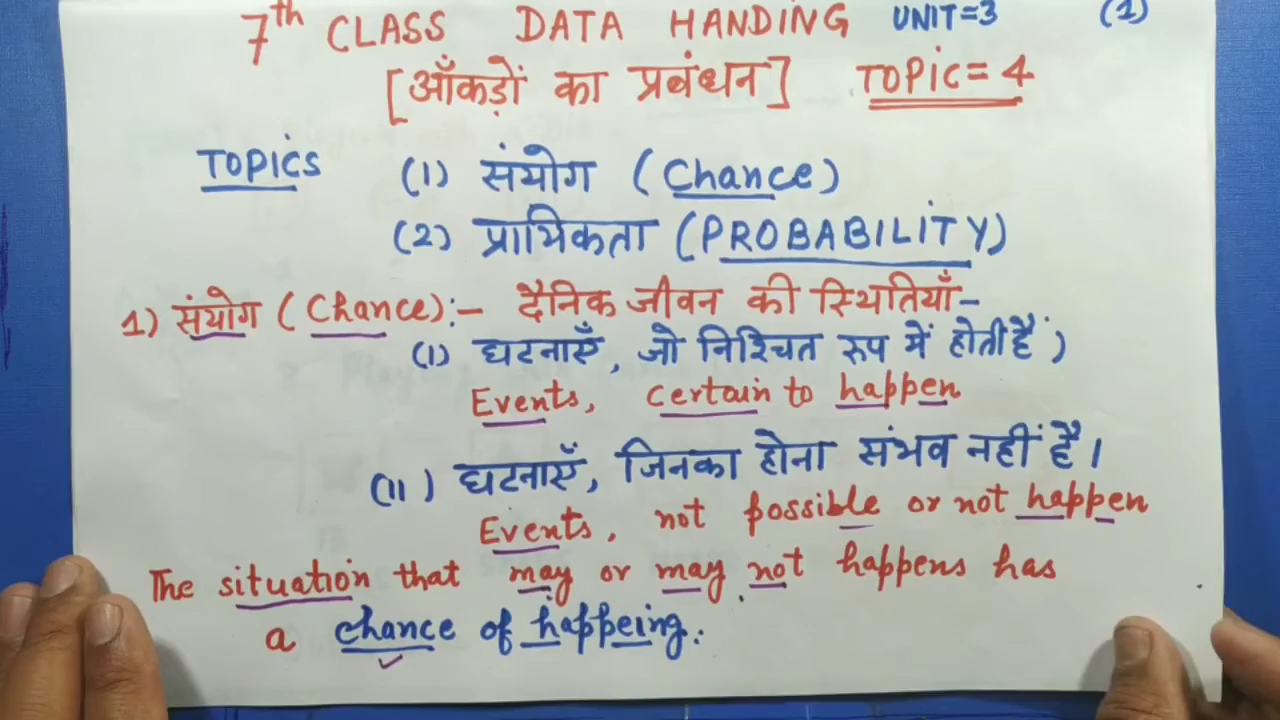 7th CLASS DATA HANDING UNIT=3 (1)
[आँकड़ों का प्रबंधन] TOPIC=4
TOPICS (1) संयोग (Chance)
(2) प्रायिकता (PROBABILITY)
1) संयोग (Chance):- दैनिक जीवन की स्थितियाँ-
(I) घटनाएँ, जो निश्चित रूप में होती हैं,
Events, certain to happen
(II) घटनाएँ, जिनका होना संभव नहीं है।
Events, not possible or not happen
The situation that may or may not happens has
a chance of happeing.